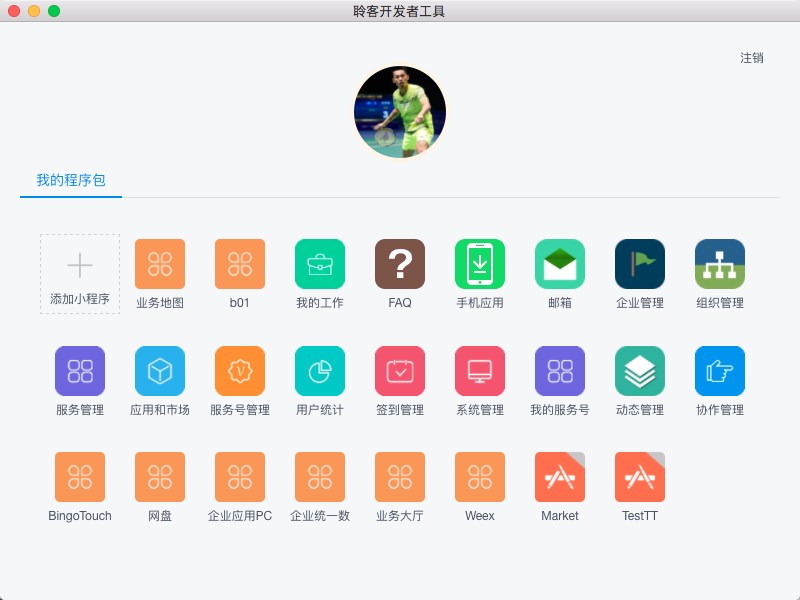 聆客开发者工具
注销
我的程序包
添加小程序
业务地图
b01
我的工作
FAQ
手机应用
邮箱
企业管理
组织管理
服务管理
应用和市场
服务号管理
用户统计
签到管理
系统管理
我的服务号
动态管理
协作管理
BingoTouch
网盘
企业应用PC
企业统一数
业务大厅
Weex
Market
TestTT